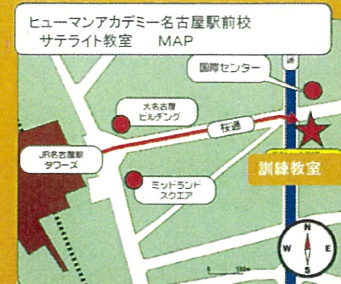 ヒューマンアカデミー名古屋駅前校
サテライト教室 MAP
国際センター
大名古屋
ビルヂング
桜通
JR名古屋駅
タワーズ
訓練教室
ミッドランド
スクエア
N
W E
S
0